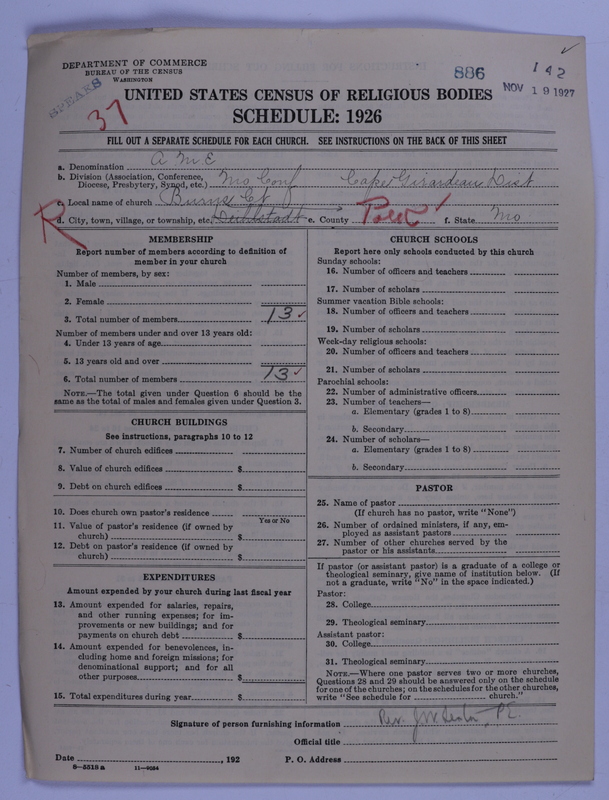 DEPARTMENT OF COMMERCE
BUREAU OF THE CENSUS
WASHINGTON
SPEAKS
37
886
142
NOV 19 1927
UNITED STATES CENSUS OF RELIGIOUS BODIES
SCHEDULE: 1926
FILL OUT A SEPARATE SCHEDULE FOR EACH CHURCH. SEE INSTRUCTIONS ON THE BACK OF THIS SHEET
a. Denomination A M E
b. Division (Association, Conference, Diocese, Presbytery, Synod, etc.) Mo Conf Cape Girardeau Dist
c. Local name of church
R
d. City, town, village, or township, etc. e. County f. State Mo
MEMBERSHIP
Report number of members according to definition of
member in your church
Number of members, by sex:
1. Male
2. Female
3. Total number of members 13 ✓
Number of members under and over 13 years old:
4. Under 13 years of age
5. 13 years old and over
6. Total number of members 13 ✓
NOTE.—The total given under Question 6 should be
same as the total of males and females given under Question 3.
CHURCH BUILDINGS
See instructions, paragraphs 10 to 12
7. Number of church edifices
8. Value of church edifices $
9. Debt on church edifices $
10. Does church own pastor's residence
Yes or No
11. Value of pastor's residence (if owned by
church) $
12. Debt on pastor's residence (if owned by
church) $
EXPENDITURES
Amount expended by your church during last fiscal year
13. Amount expended for salaries, repairs,
and other running expenses; for im-
provements or new buildings; and for
payments on church debt $
14. Amount expended for benevolences, in-
cluding home and foreign missions; for
denominational support; and for all
other purposes $
15. Total expenditures during year $
CHURCH SCHOOLS
Report here only schools conducted by this church
Sunday schools:
16. Number of officers and teachers
17. Number of scholars
Summer vacation Bible schools:
18. Number of officers and teachers
19. Number of scholars
Week-day religious schools:
20. Number of officers and teachers
21. Number of scholars
Parochial schools:
22. Number of administrative officers
23. Number of teachers—
a. Elementary (grades 1 to 8)
b. Secondary
24. Number of scholars—
a. Elementary (grades 1 to 8)
b. Secondary
PASTOR
25. Name of pastor
(If church has no pastor, write "None")
26. Number of ordained ministers, if any, em-
ployed as assistant pastors
27. Number of other churches served by the
pastor or his assistants
If pastor (or assistant pastor) is a graduate of a college or
theological seminary, give name of institution below. (If
not a graduate, write "No" in the space indicated.)
Pastor:
28. College
29. Theological seminary
Assistant pastor:
30. College
31. Theological seminary
NOTE.—Where one pastor serves two or more churches,
Questions 28 and 29 should be answered only on the schedule
for one of the churches; on the schedules for the other churches,
write "See schedule for church."
Signature of person furnishing information Rev. P.E.
Official title
Date , 192 P. O. Address
8—5518 a 11—9054